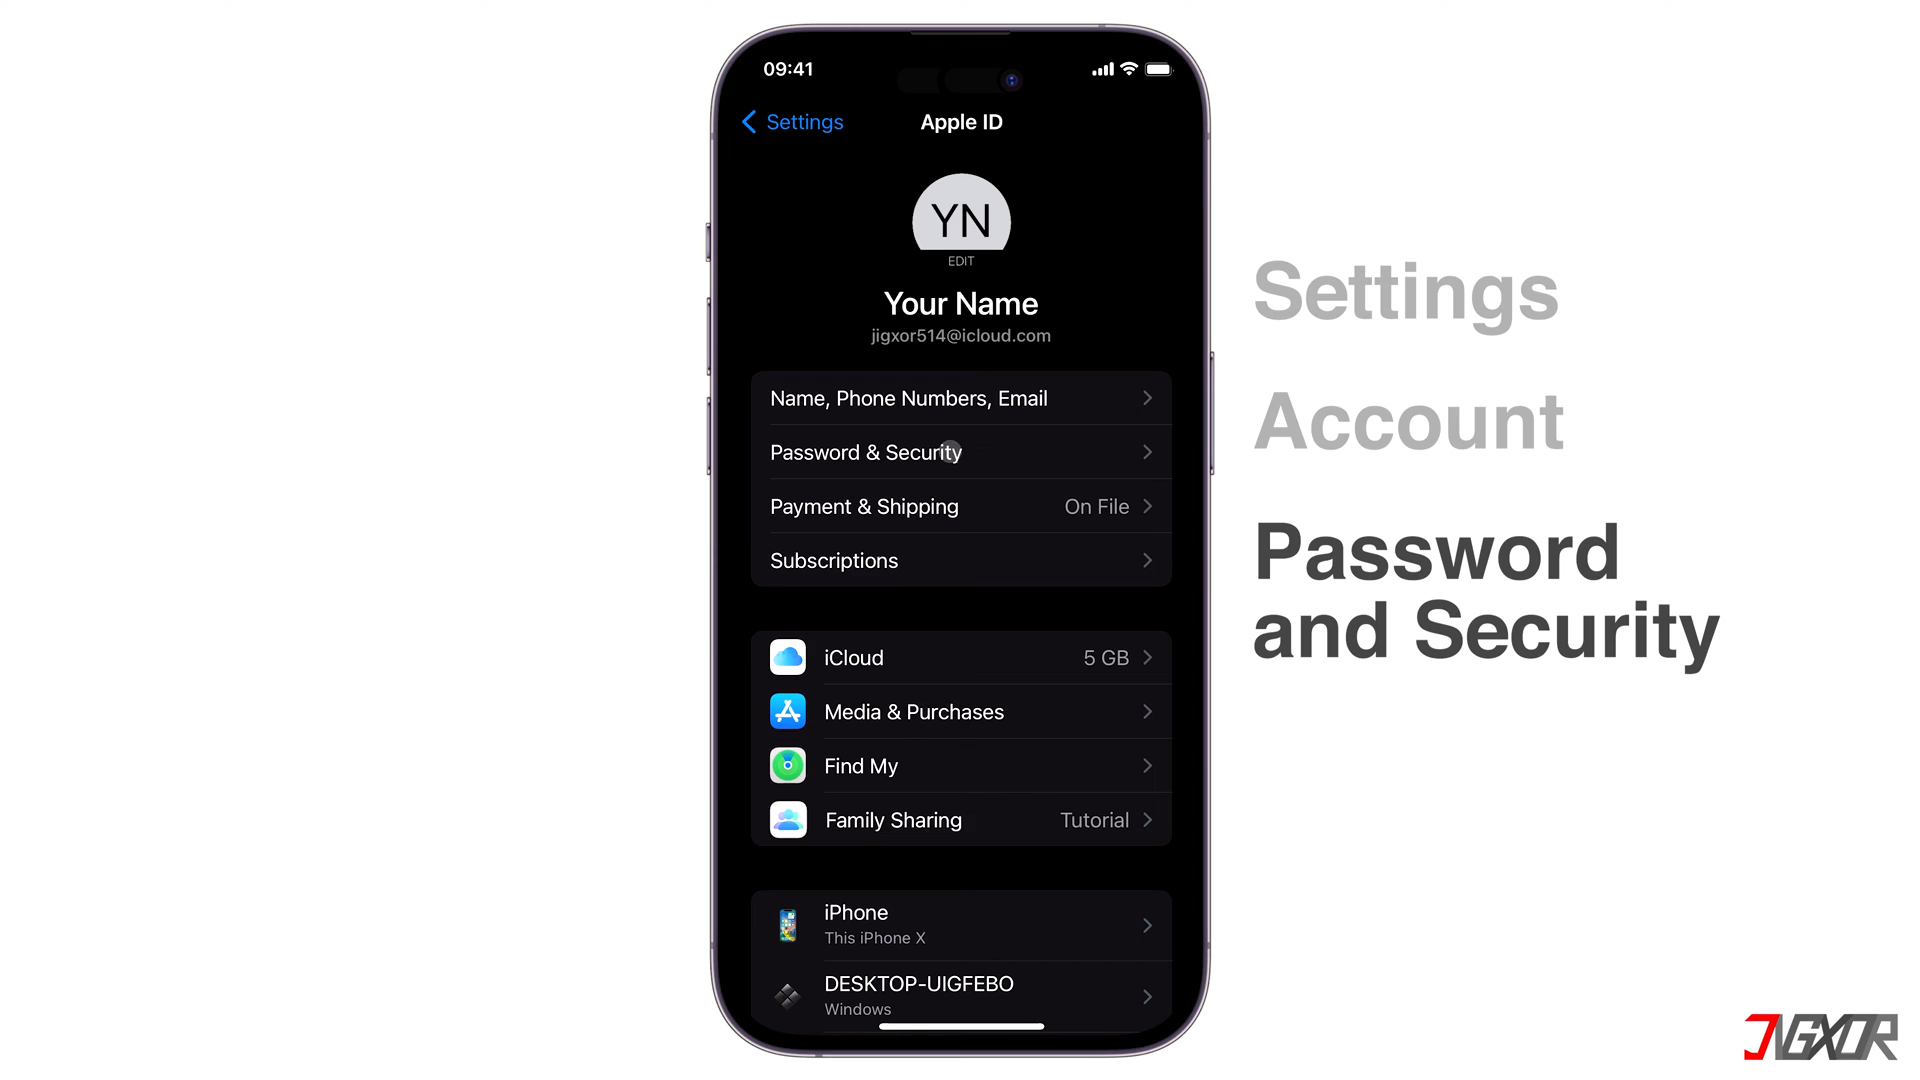 09:41
Settings
Apple ID
YN
EDIT
Your Name
jigxor514@icloud.com
Name, Phone Numbers, Email
Password & Security
Payment & Shipping On File
Subscriptions
iCloud 5 GB
Media & Purchases
Find My
Family Sharing Tutorial
iPhone
This iPhone X
DESKTOP-UIGFEBO
Windows
Settings
Account
Password
and Security
JIGXOR